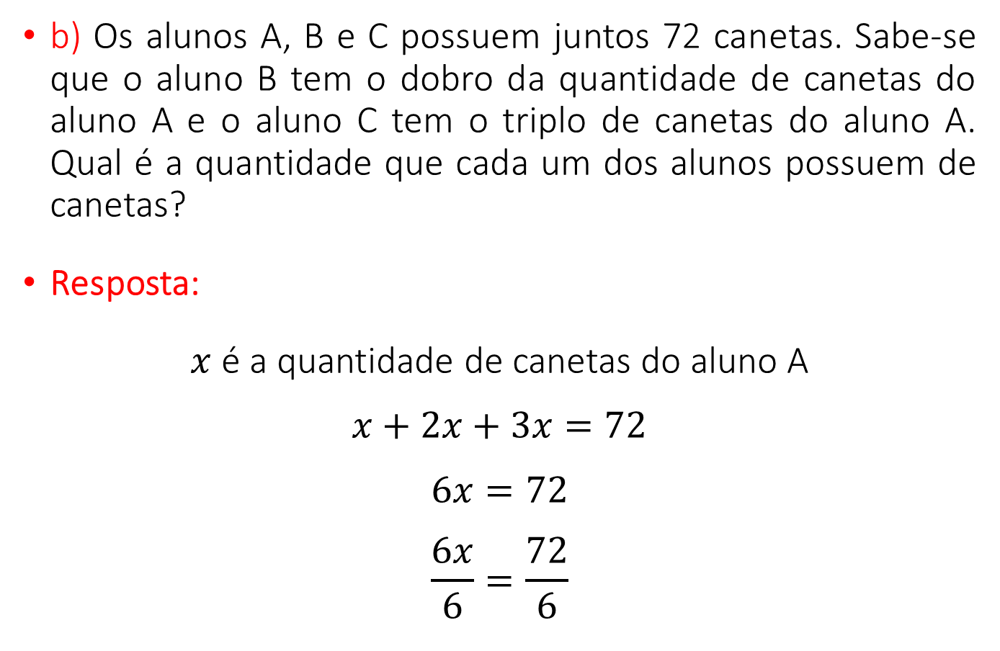 • b) Os alunos A, B e C possuem juntos 72 canetas. Sabe-se
que o aluno B tem o dobro da quantidade de canetas do
aluno A e o aluno C tem o triplo de canetas do aluno A.
Qual é a quantidade que cada um dos alunos possuem de
canetas?
• Resposta:
x é a quantidade de canetas do aluno A
x + 2x + 3x = 72
6x = 72
6x/6 = 72/6